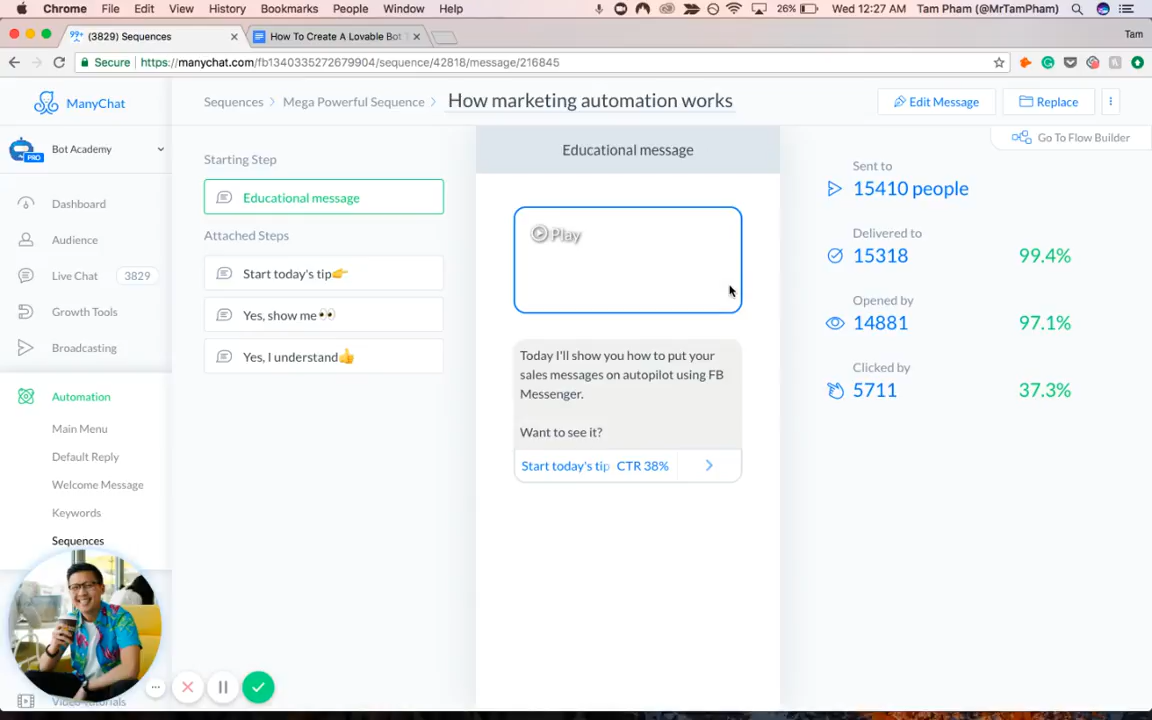 Chrome File Edit View History Bookmarks People Window Help 26% Wed 12:27 AM Tam Pham (@MrTamPham)
(3829) Sequences
How To Create A Lovable Bot
Tam
Secure https://manychat.com/fb1340335272679904/sequence/42818/message/216845
ManyChat
Sequences > Mega Powerful Sequence > How marketing automation works
Edit Message
Replace
Go To Flow Builder
Bot Academy
PRO
Dashboard
Audience
Live Chat 3829
Growth Tools
Broadcasting
Automation
Main Menu
Default Reply
Welcome Message
Keywords
Sequences
Video Tutorials
Starting Step
Educational message
Attached Steps
Start today's tip👉
Yes, show me👀
Yes, I understand👍
Educational message
Play
Today I'll show you how to put your
sales messages on autopilot using FB
Messenger.
Want to see it?
Start today's tip CTR 38%
Sent to
15410 people
Delivered to
15318 99.4%
Opened by
14881 97.1%
Clicked by
5711 37.3%